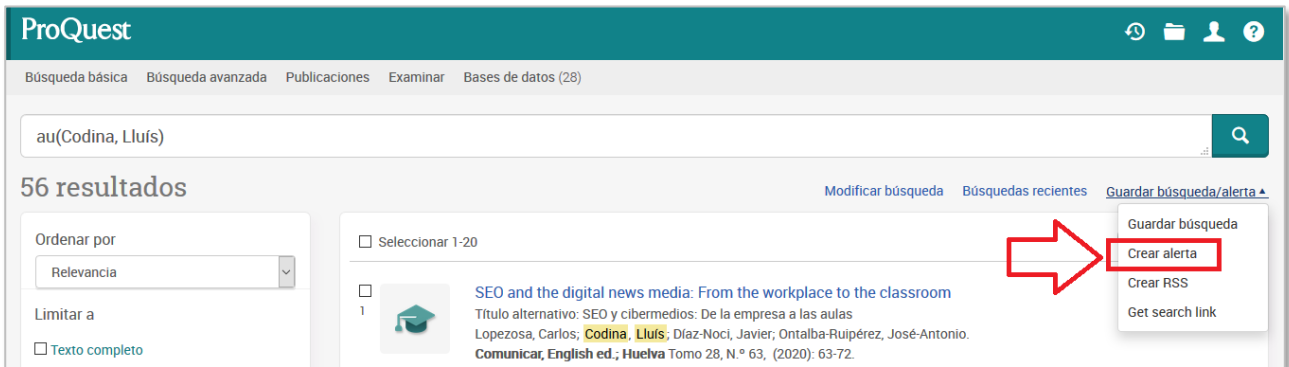 ProQuest
Búsqueda básica Búsqueda avanzada Publicaciones Examinar Bases de datos (28)
au(Codina, Lluís)
56 resultados
Modificar búsqueda Búsquedas recientes Guardar búsqueda/alerta
Guardar búsqueda
Crear alerta
Crear RSS
Get search link
Ordenar por
Relevancia
Limitar a
Texto completo
Seleccionar 1-20
1
SEO and the digital news media: From the workplace to the classroom
Título alternativo: SEO y cibermedios: De la empresa a las aulas
Lopezosa, Carlos; Codina, Lluís; Díaz-Noci, Javier; Ontalba-Ruipérez, José-Antonio.
Comunicar, English ed.; Huelva Tomo 28, N.º 63, (2020): 63-72.